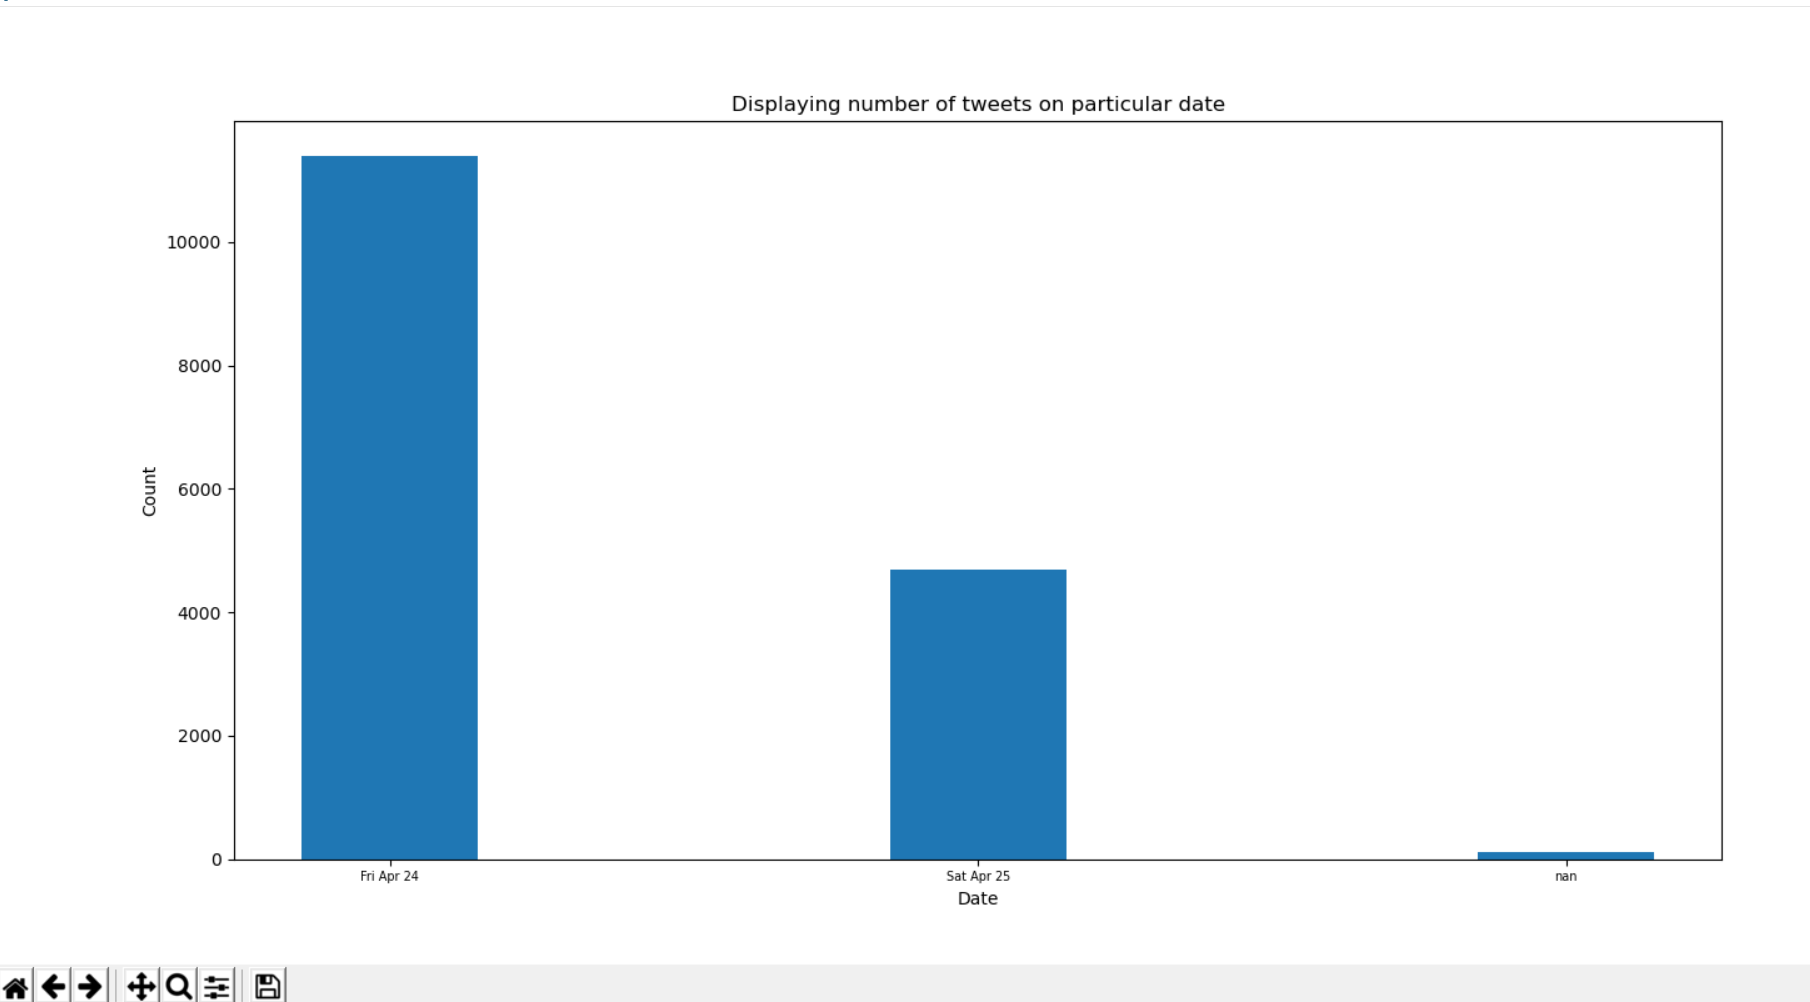 Displaying number of tweets on particular date
10000
8000
6000
4000
2000
0
Count
Fri Apr 24 Sat Apr 25 nan
Date